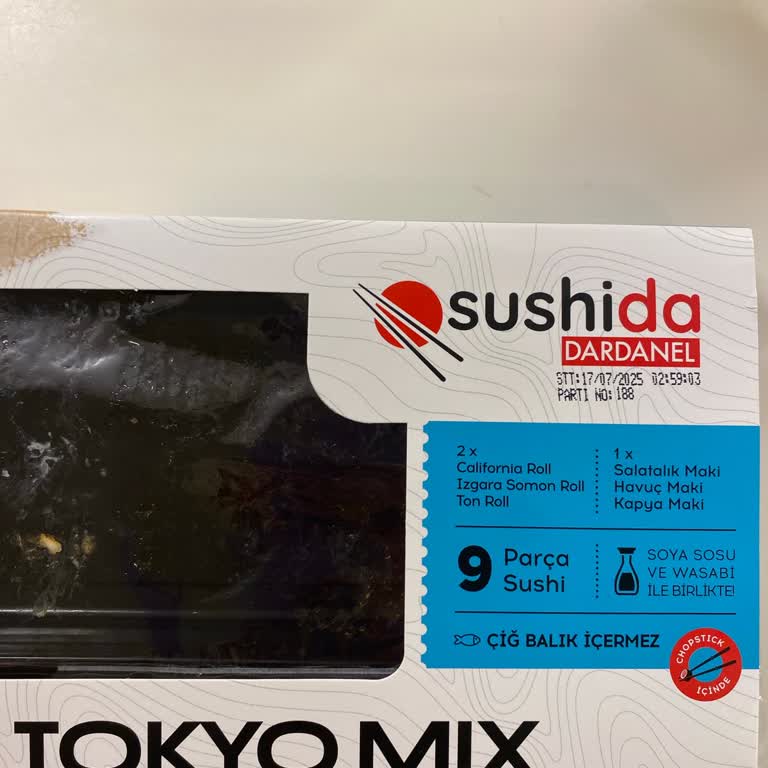 sushida
DARDANEL
STT:17/07/2025 02:59:03
PARTİ NO: 188
2 x
California Roll
Izgara Somon Roll
Ton Roll
1 x
Salatalık Maki
Havuç Maki
Kapya Maki
9 Parça
Sushi
SOYA SOSU
VE WASABİ
İLE BİRLİKTE!
ÇİĞ BALIK İÇERMEZ
CHOPSTICK
İÇİNDE
TOKYO MIX